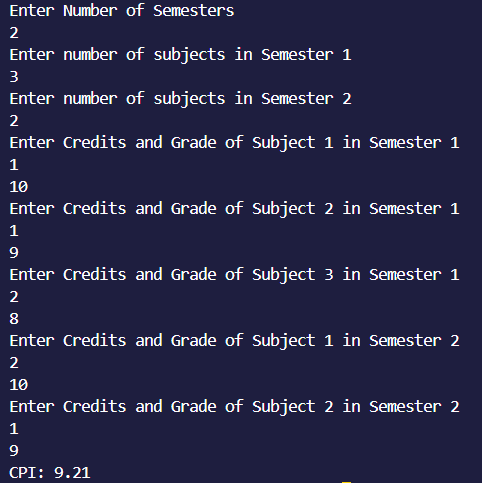 Enter Number of Semesters
2
Enter number of subjects in Semester 1
3
Enter number of subjects in Semester 2
2
Enter Credits and Grade of Subject 1 in Semester 1
1
10
Enter Credits and Grade of Subject 2 in Semester 1
1
9
Enter Credits and Grade of Subject 3 in Semester 1
2
8
Enter Credits and Grade of Subject 1 in Semester 2
2
10
Enter Credits and Grade of Subject 2 in Semester 2
1
9
CPI: 9.21